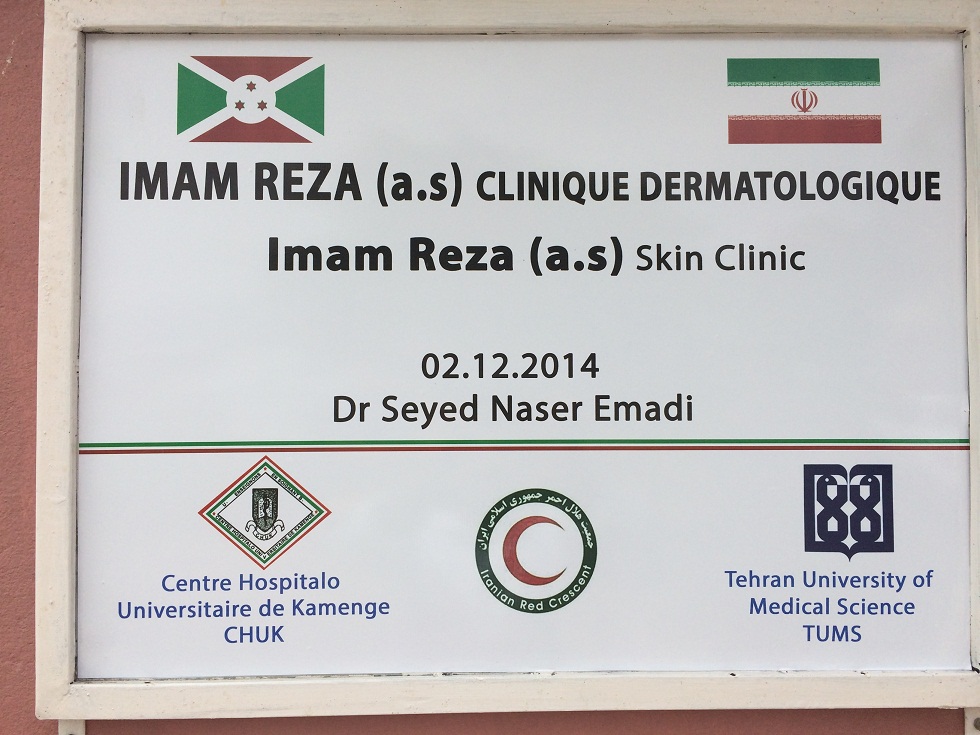 IMAM REZA (a.s) CLINIQUE DERMATOLOGIQUE
Imam Reza (a.s) Skin Clinic
02.12.2014
Dr Seyed Naser Emadi
CHUK
Centre Hospitalo
Universitaire de Kamenge
CHUK
جمعیت هلال احمر جمهوری اسلامی ایران
Iranian Red Crescent
Tehran University of
Medical Science
TUMS